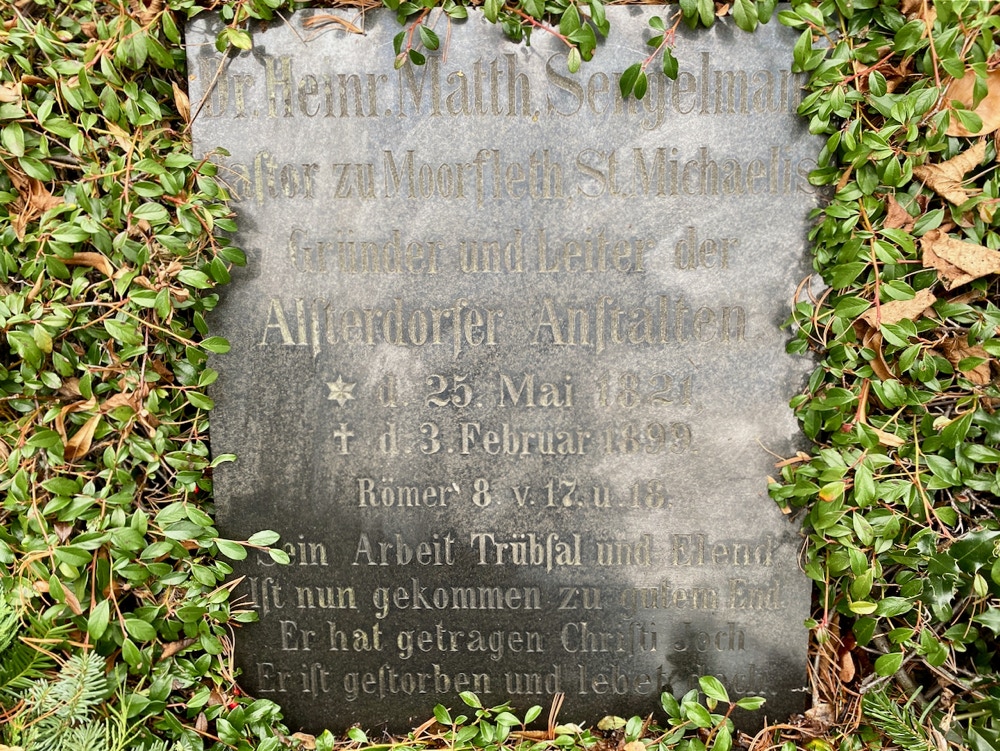 Dr. Heinr. Matth. Sengelmann
Paſtor zu Moorfleth, St. Michaelis
Gründer und Leiter der
Alſterdorfer Anſtalten.
* d. 25. Mai 1821
† d. 3. Februar 1899.
Römer 8. v. 17. u. 18.
Sein Arbeit Trübſal und Elend
Iſt nun gekommen zu gutem End
Er hat getragen Chriſti Joch
Er iſt geſtorben und lebet noch.